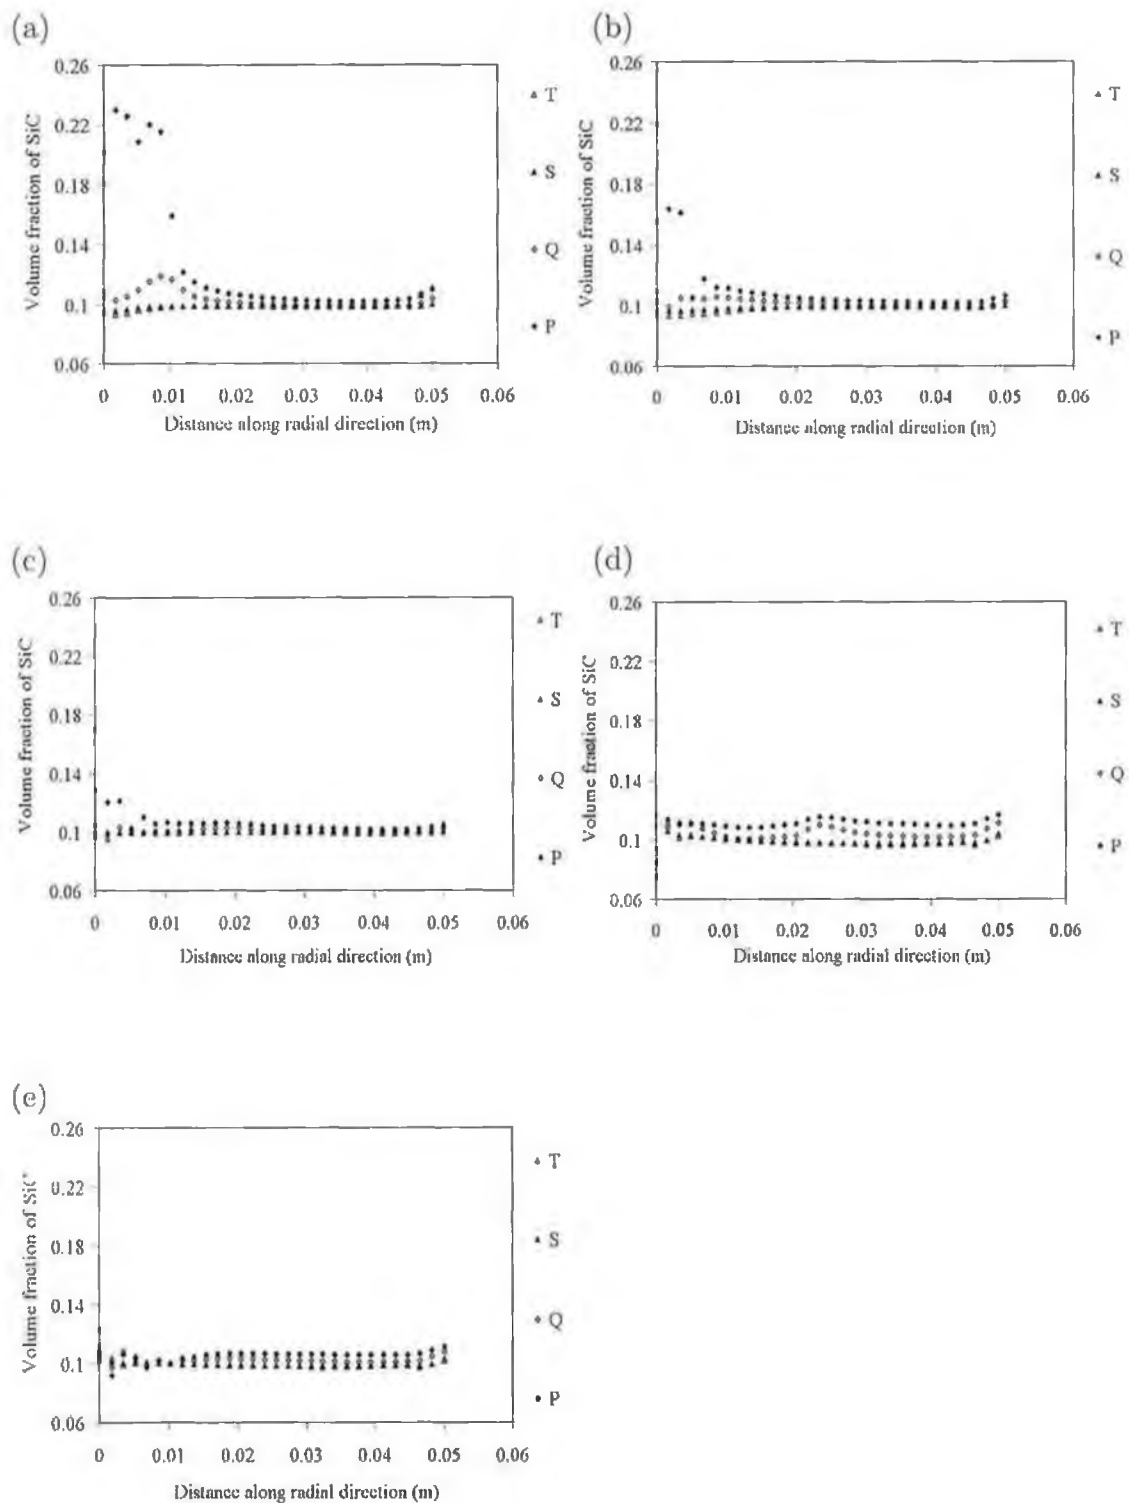 (a)
0.26
0.22
0.18
0.14
0.1
0.06
Volume fraction of SiC
0 0.01 0.02 0.03 0.04 0.05 0.06
Distance along radial direction (m)
T
S
Q
P
(b)
0.26
0.22
0.18
0.14
0.1
0.06
Volume fraction of SiC
0 0.01 0.02 0.03 0.04 0.05 0.06
Distance along radial direction (m)
T
S
Q
P
(c)
0.26
0.22
0.18
0.14
0.1
0.06
Volume fraction of SiC
0 0.01 0.02 0.03 0.04 0.05 0.06
Distance along radial direction (m)
T
S
Q
P
(d)
0.26
0.22
0.18
0.14
0.1
0.06
Volume fraction of SiC
0 0.01 0.02 0.03 0.04 0.05 0.06
Distance along radial direction (m)
T
S
Q
P
(e)
0.26
0.22
0.18
0.14
0.1
0.06
Volume fraction of SiC
0 0.01 0.02 0.03 0.04 0.05 0.06
Distance along radial direction (m)
T
S
Q
P